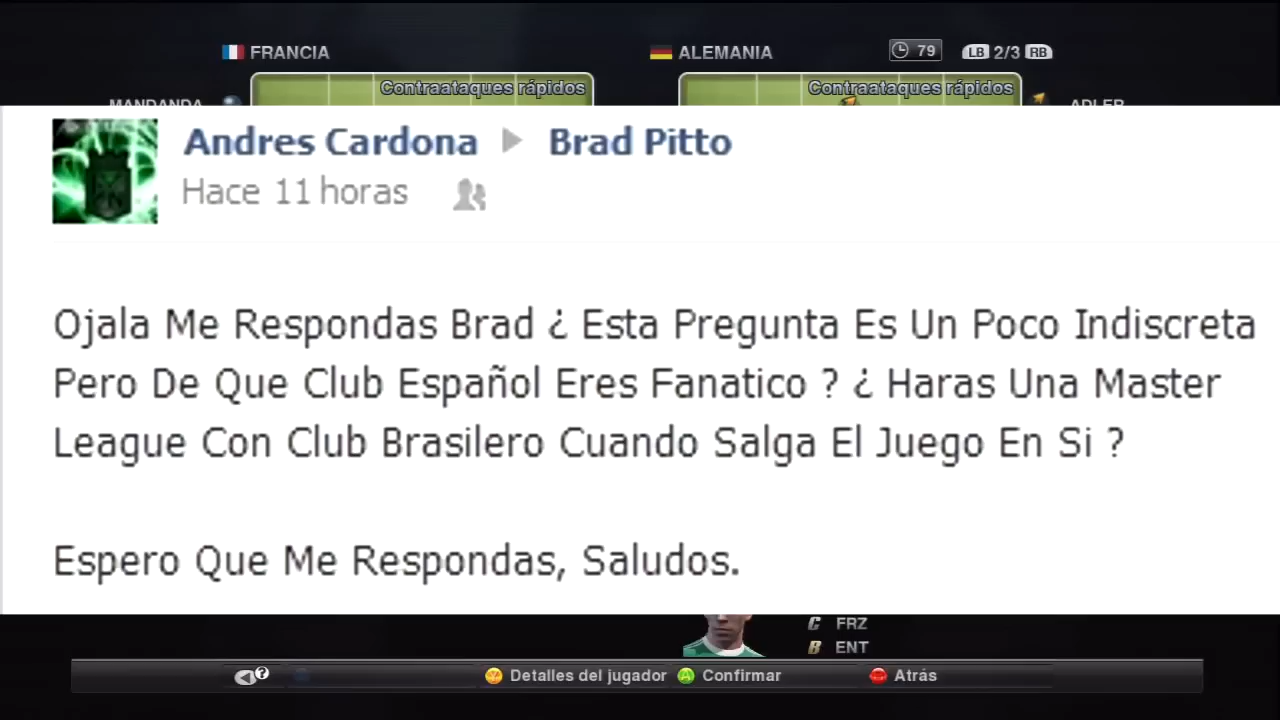 FRANCIA
ALEMANIA
79
LB 2/3 RB
Contraataques rápidos
Contraataques rápidos
MANDANDA
ADLER
Andres Cardona
Brad Pitto
Hace 11 horas
Ojala Me Respondas Brad ¿ Esta Pregunta Es Un Poco Indiscreta
Pero De Que Club Español Eres Fanatico ? ¿ Haras Una Master
League Con Club Brasilero Cuando Salga El Juego En Si ?
Espero Que Me Respondas, Saludos.
C FRZ
B ENT
? Detalles del jugador A Confirmar Atrás